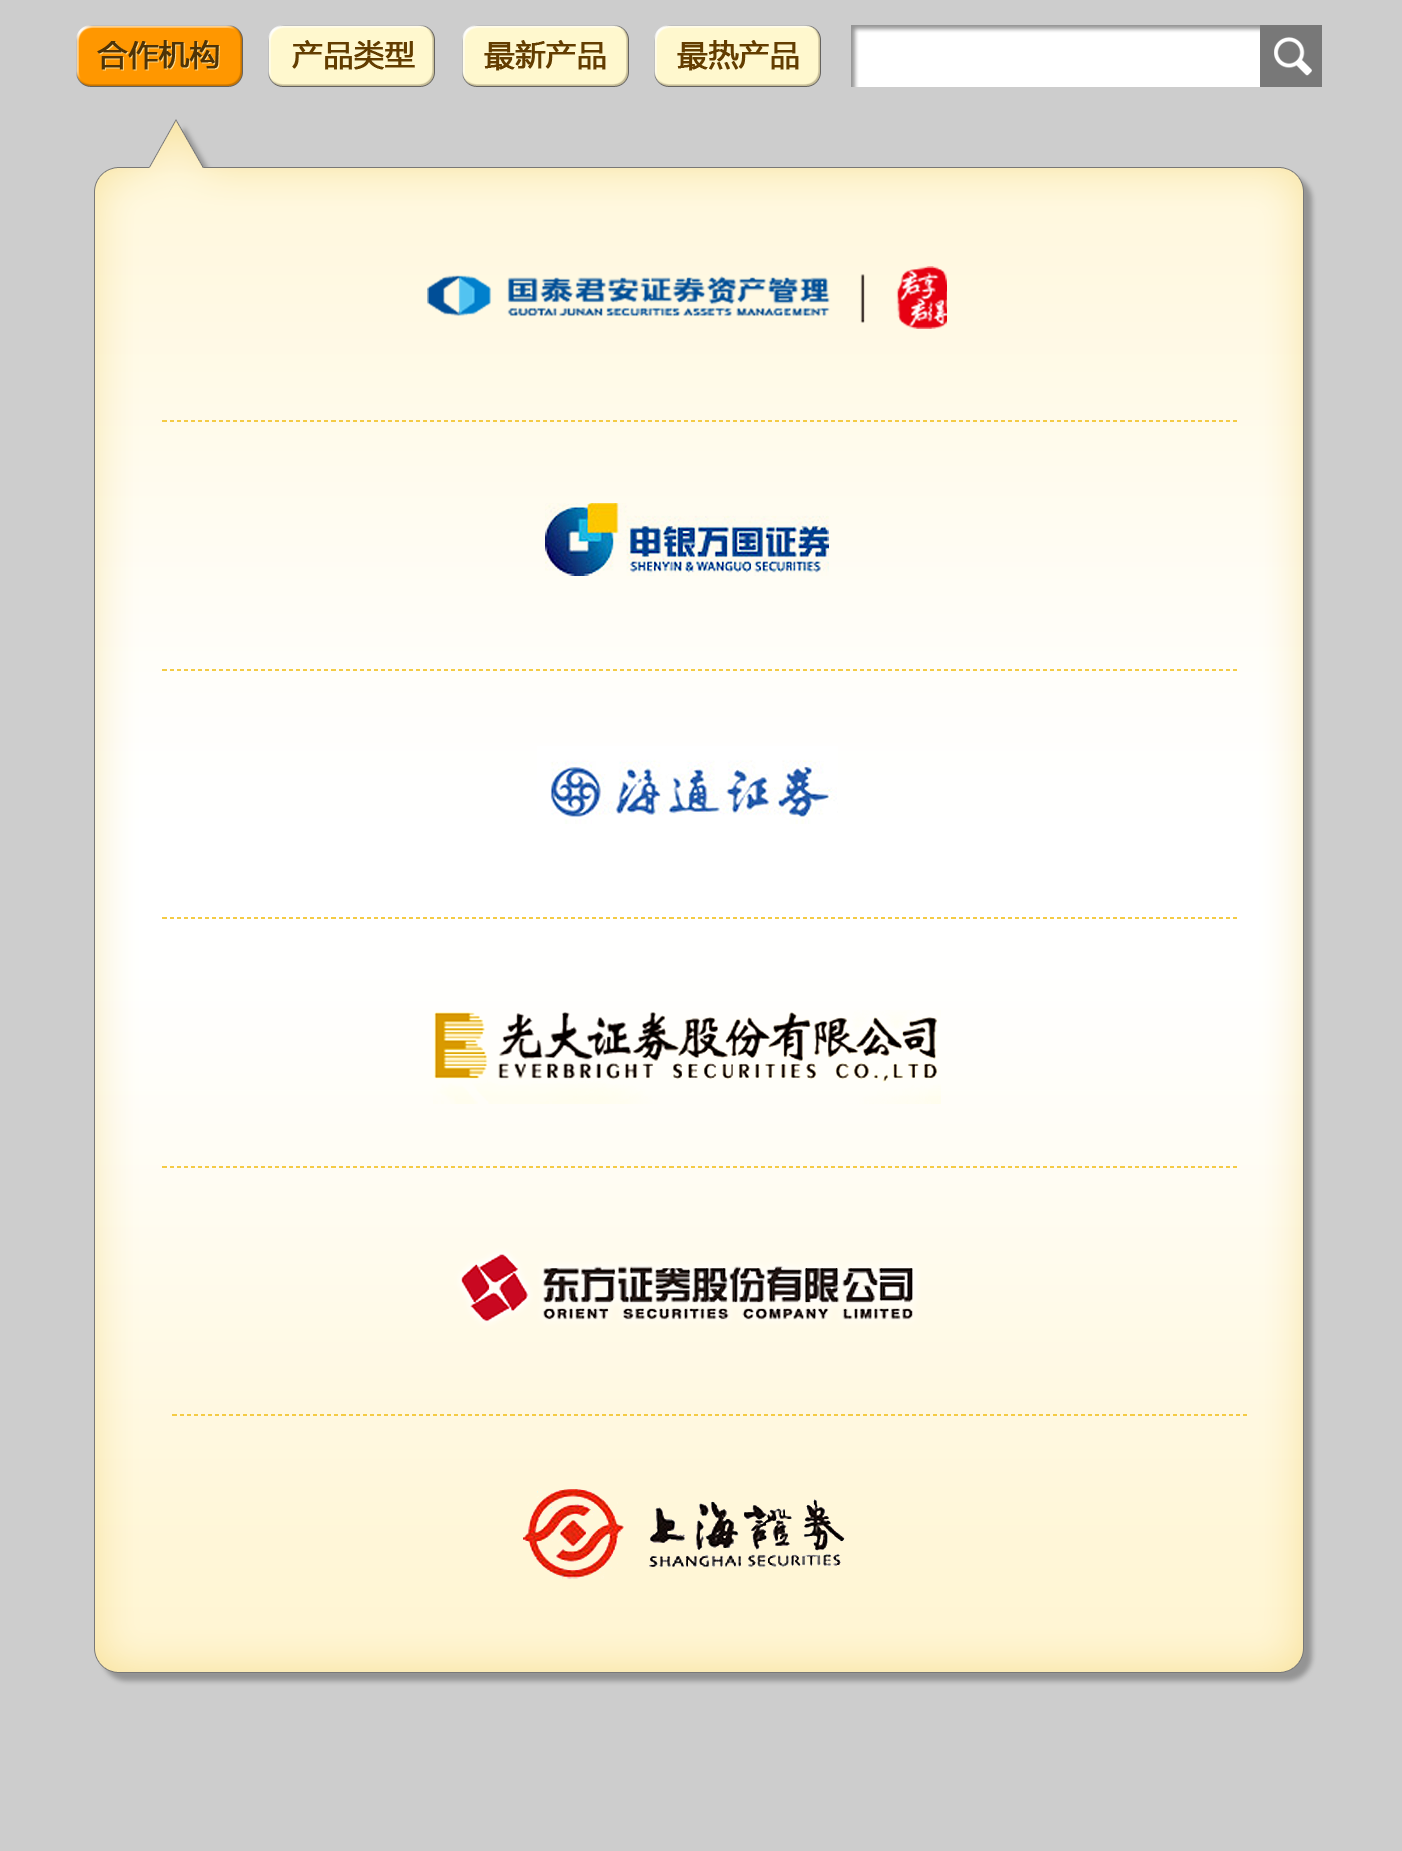 合作机构
产品类型
最新产品
最热产品
国泰君安证券资产管理
GUOTAI JUNAN SECURITIES ASSETS MANAGEMENT
君享
君得
申银万国证券
SHENYIN & WANGUO SECURITIES
海通证券
光大证券股份有限公司
EVERBRIGHT SECURITIES CO.,LTD
东方证券股份有限公司
ORIENT SECURITIES COMPANY LIMITED
上海證券
SHANGHAI SECURITIES